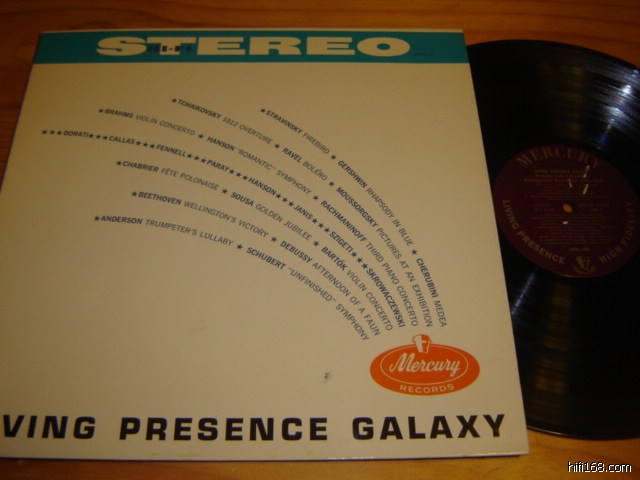 STEREO
HI-FI
★STRAVINSKY FIREBIRD ★ GERSHWIN RHAPSODY IN BLUE ★ CHERUBINI MEDEA
★TCHAIKOVSKY 1812 OVERTURE ★ RAVEL BOLÉRO ★ MOUSSORGSKY PICTURES AT AN EXHIBITION
★BRAHMS VIOLIN CONCERTO ★ HANSON "ROMANTIC" SYMPHONY ★ RACHMANINOFF THIRD PIANO CONCERTO
★★★DORATI★★★CALLAS★★★FENNELL★★★PARAY★★★HANSON★★★JANIS★★★SZIGETI★★★SKROWACZEWSKI
★CHABRIER FÊTE POLONAISE ★ SOUSA GOLDEN JUBILEE ★ BARTÓK VIOLIN CONCERTO
★BEETHOVEN WELLINGTON'S VICTORY ★ DEBUSSY AFTERNOON OF A FAUN
★ANDERSON TRUMPETER'S LULLABY ★ SCHUBERT "UNFINISHED" SYMPHONY
Mercury
RECORDS
VING PRESENCE GALAXY
MERCURY
LIVING PRESENCE
HIGH FIDELITY
hifi168.com